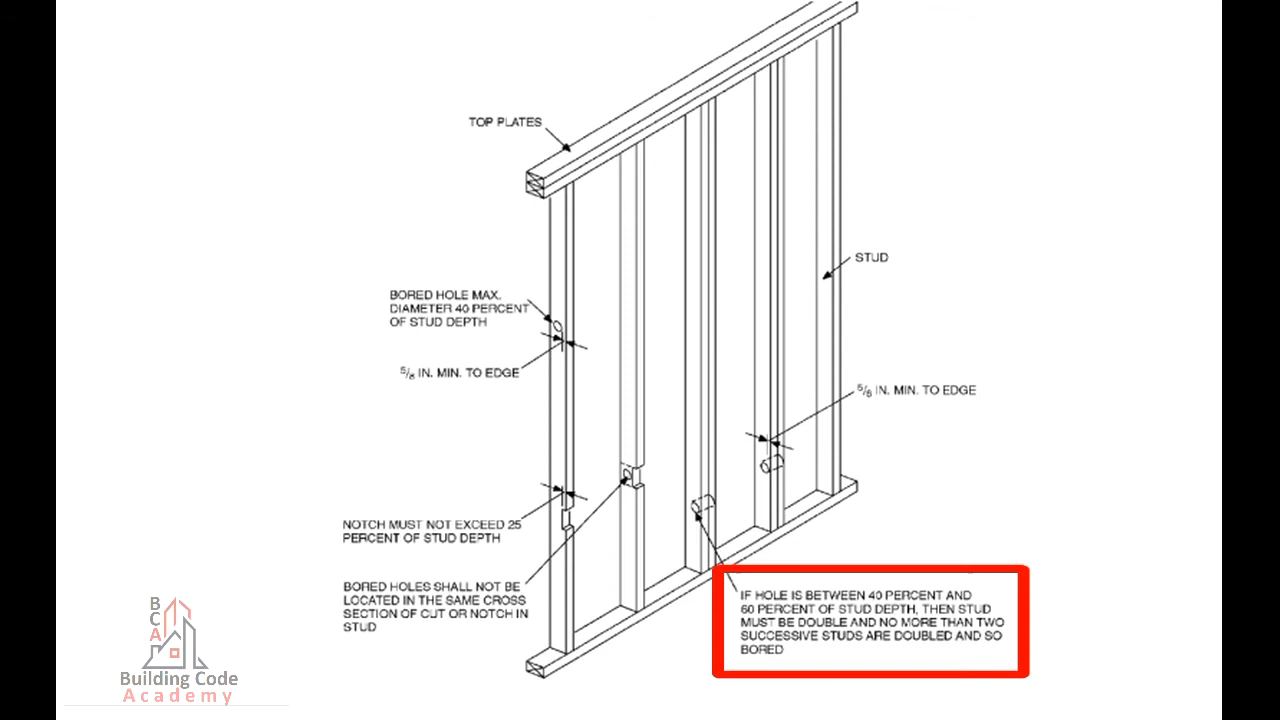 TOP PLATES
STUD
BORED HOLE MAX.
DIAMETER 40 PERCENT
OF STUD DEPTH
5/8 IN. MIN. TO EDGE
5/8 IN. MIN. TO EDGE
NOTCH MUST NOT EXCEED 25
PERCENT OF STUD DEPTH
BORED HOLES SHALL NOT BE
LOCATED IN THE SAME CROSS
SECTION OF CUT OR NOTCH IN
STUD
IF HOLE IS BETWEEN 40 PERCENT AND
60 PERCENT OF STUD DEPTH, THEN STUD
MUST BE DOUBLE AND NO MORE THAN TWO
SUCCESSIVE STUDS ARE DOUBLED AND SO
BORED
BCA
Building Code
Academy